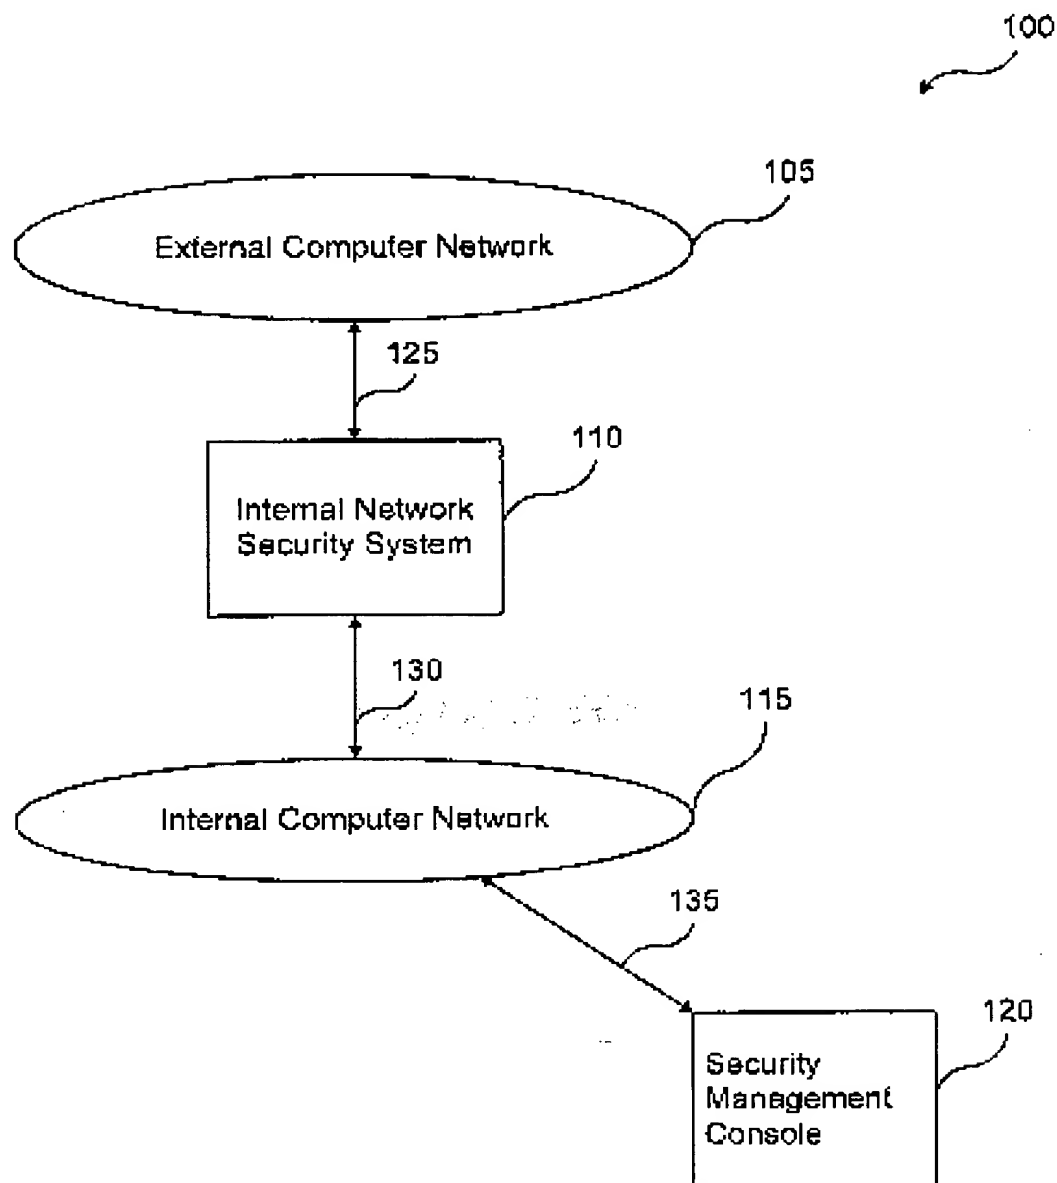 100
105
External Computer Network
125
110
Internal Network
Security System
130
115
Internal Computer Network
135
120
Security
Management
Console